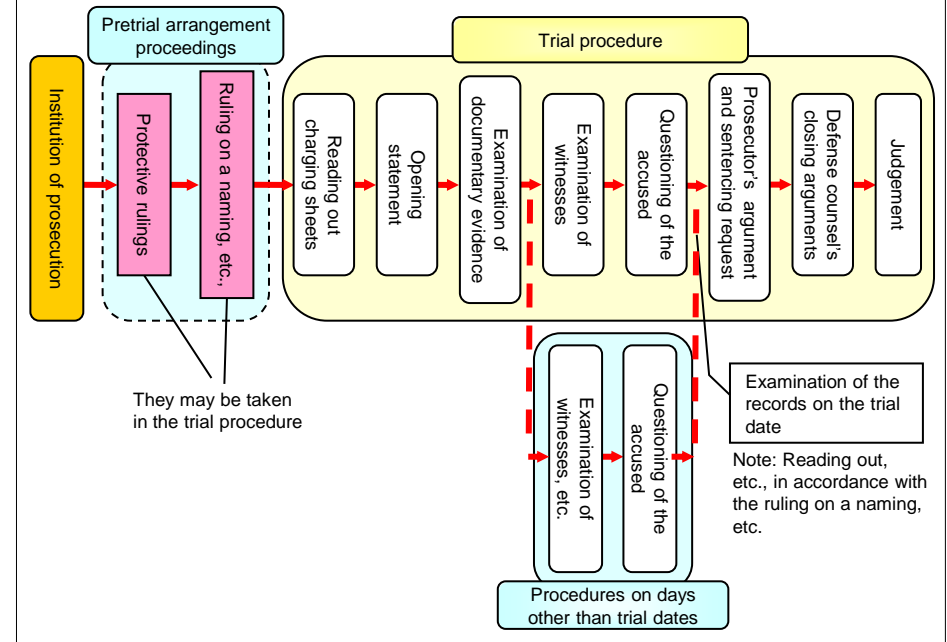 Pretrial arrangement
proceedings
Trial procedure
Institution of prosecution
Protective rulings
Ruling on a naming, etc.,
Reading out
charging sheets
Opening
statement
Examination of
documentary evidence
Examination of
witnesses
Questioning of the
accused
Prosecutor's argument
and sentencing request
Defense counsel's
closing arguments
Judgement
They may be taken
in the trial procedure
Examination of
witnesses, etc.
Questioning of the
accused
Examination of the
records on the trial
date
Note: Reading out,
etc., in accordance with
the ruling on a naming,
etc.
Procedures on days
other than trial dates